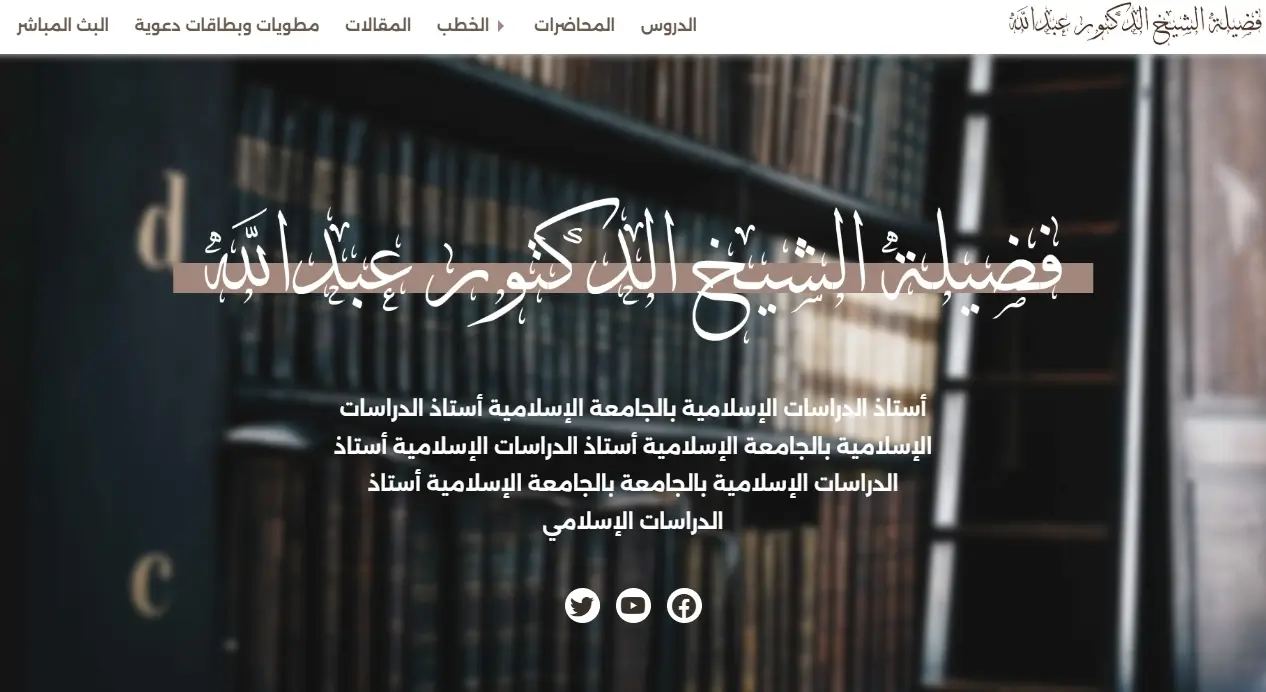 فضيلة الشيخ الدكتور عبدالله
الدروس
المحاضرات
الخطب
المقالات
مطويات وبطاقات دعوية
البث المباشر
d
فضيلة الشيخ الدكتور عبدالله
أستاذ الدراسات الإسلامية بالجامعة الإسلامية أستاذ الدراسات
الإسلامية بالجامعة الإسلامية أستاذ الدراسات الإسلامية أستاذ
الدراسات الإسلامية بالجامعة بالجامعة الإسلامية أستاذ
الدراسات الإسلامي
c